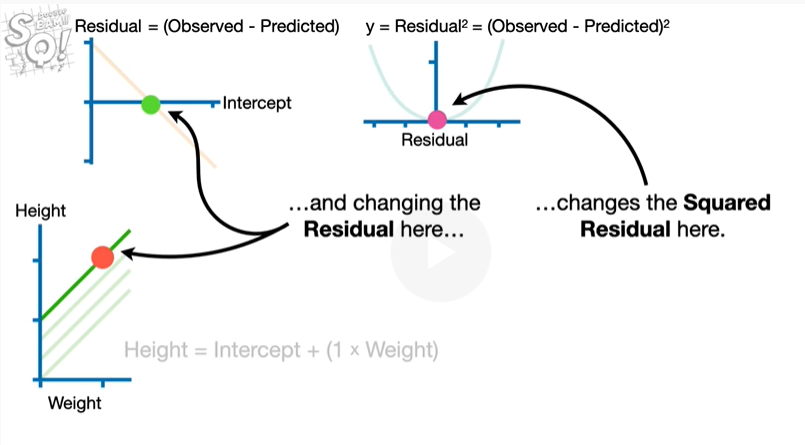 StatQuest!!!
Residual = (Observed - Predicted)
y = Residual² = (Observed - Predicted)²
Intercept
Residual
…and changing the
Residual here…
…changes the Squared
Residual here.
Height
Height = Intercept + (1 × Weight)
Weight